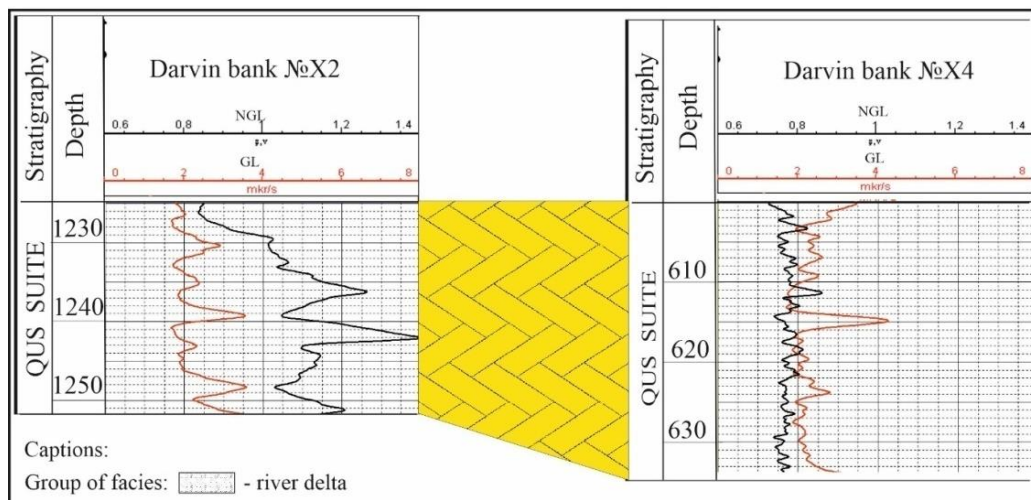 Stratigraphy
Depth
Darvin bank №X2
NGL
0.6 0,8 1 1,2 1.4
GL
0 2 4 6 8
mkr/s
QUS SUITE
1230
1240
1250
Stratigraphy
Depth
Darvin bank №X4
NGL
0.6 0.8 1 1.2 1.4
GL
0 2 4 6 8
mkr/s
QUS SUITE
610
620
630
Captions:
Group of facies: - river delta